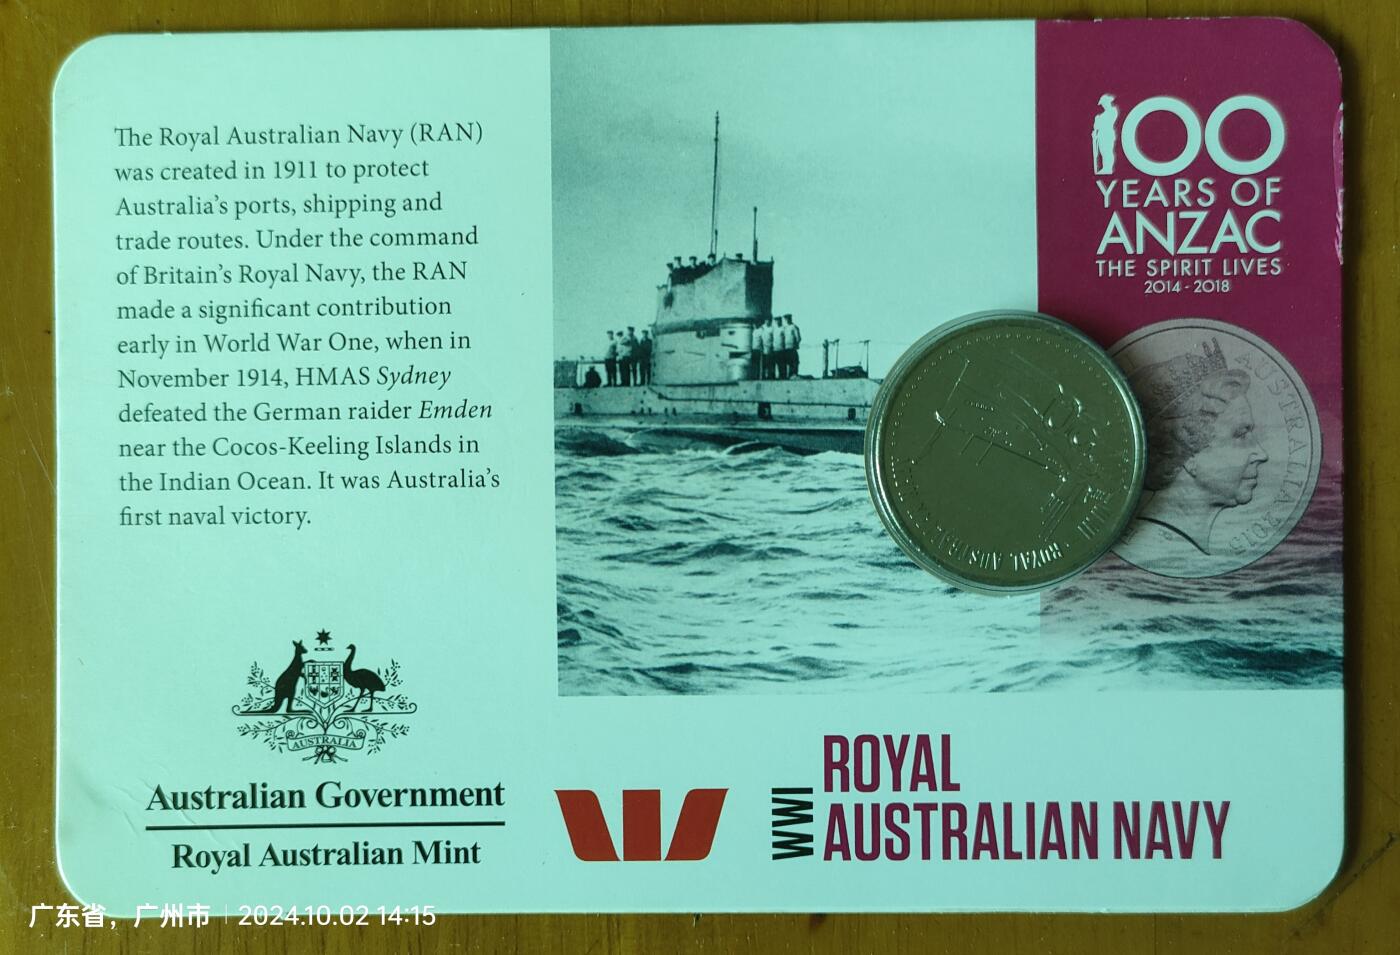 The Royal Australian Navy (RAN)
was created in 1911 to protect
Australia's ports, shipping and
trade routes. Under the command
of Britain's Royal Navy, the RAN
made a significant contribution
early in World War One, when in
November 1914, HMAS Sydney
defeated the German raider Emden
near the Cocos-Keeling Islands in
the Indian Ocean. It was Australia's
first naval victory.
AUSTRALIA
Australian Government
Royal Australian Mint
100
YEARS OF
ANZAC
THE SPIRIT LIVES
2014 - 2018
AUSTRALIA 2015
ROYAL
WWI
ROYAL
AUSTRALIAN NAVY
广东省，广州市 | 2024.10.02 14:15